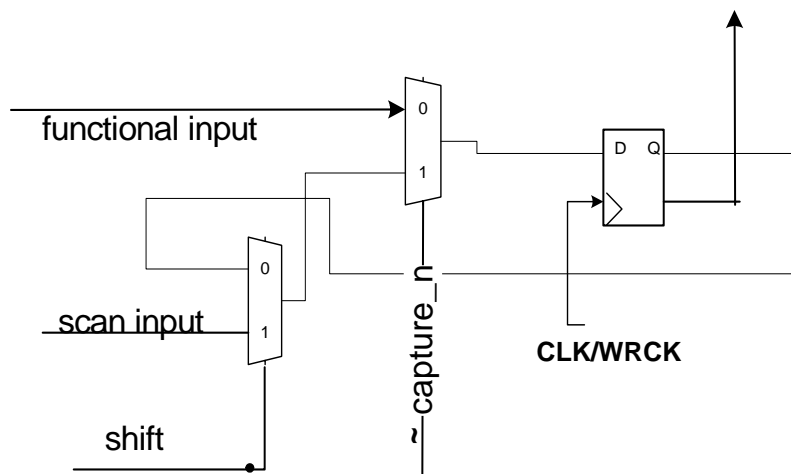 0
functional input
D Q
1
0
scan input
1
~ capture_n
CLK/WRCK
shift